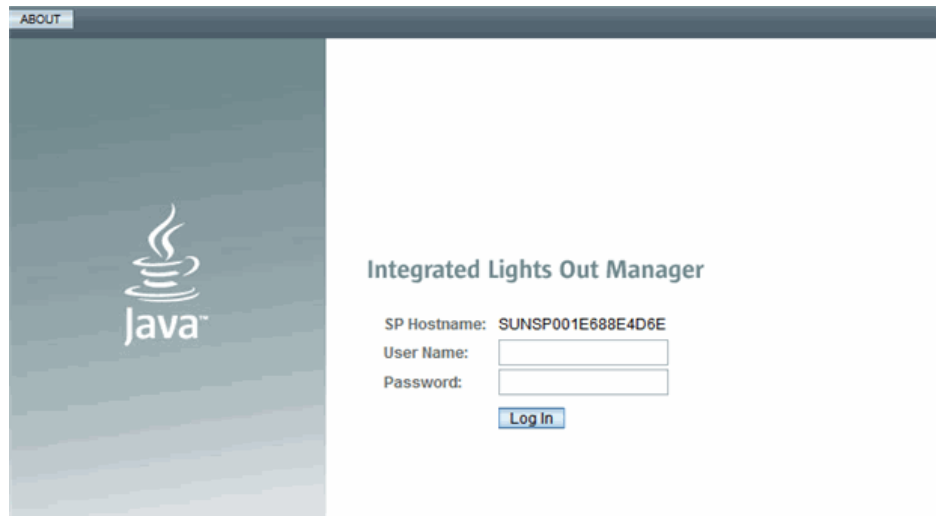 ABOUT
Java™
Integrated Lights Out Manager
SP Hostname: SUNSP001E688E4D6E
User Name:
Password:
Log In